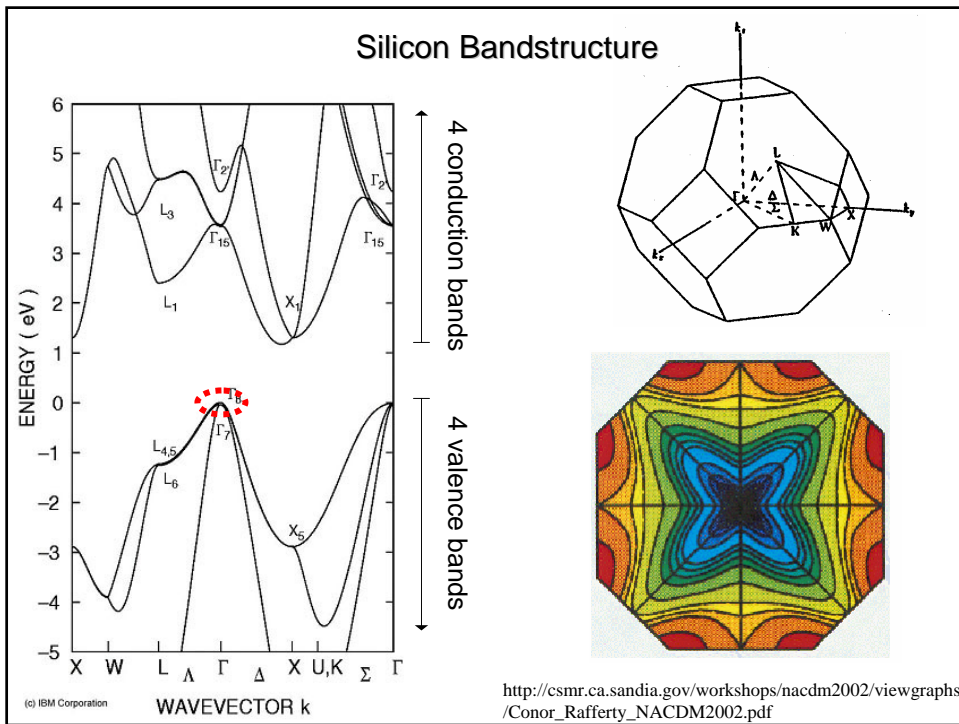 Silicon Bandstructure
6
5
4
3
2
1
0
−1
−2
−3
−4
−5
ENERGY ( eV )
Γ2'
L3
Γ15
L1
X1
Γ2'
Γ15
Γ8
Γ7
L4,5
L6
X5
X W L Λ Γ Δ X U,K Σ Γ
WAVEVECTOR k
(c) IBM Corporation
4 conduction bands
4 valence bands
L
Λ
Γ
Δ
Σ
K
W
X
http://csmr.ca.sandia.gov/workshops/nacdm2002/viewgraphs
/Conor_Rafferty_NACDM2002.pdf